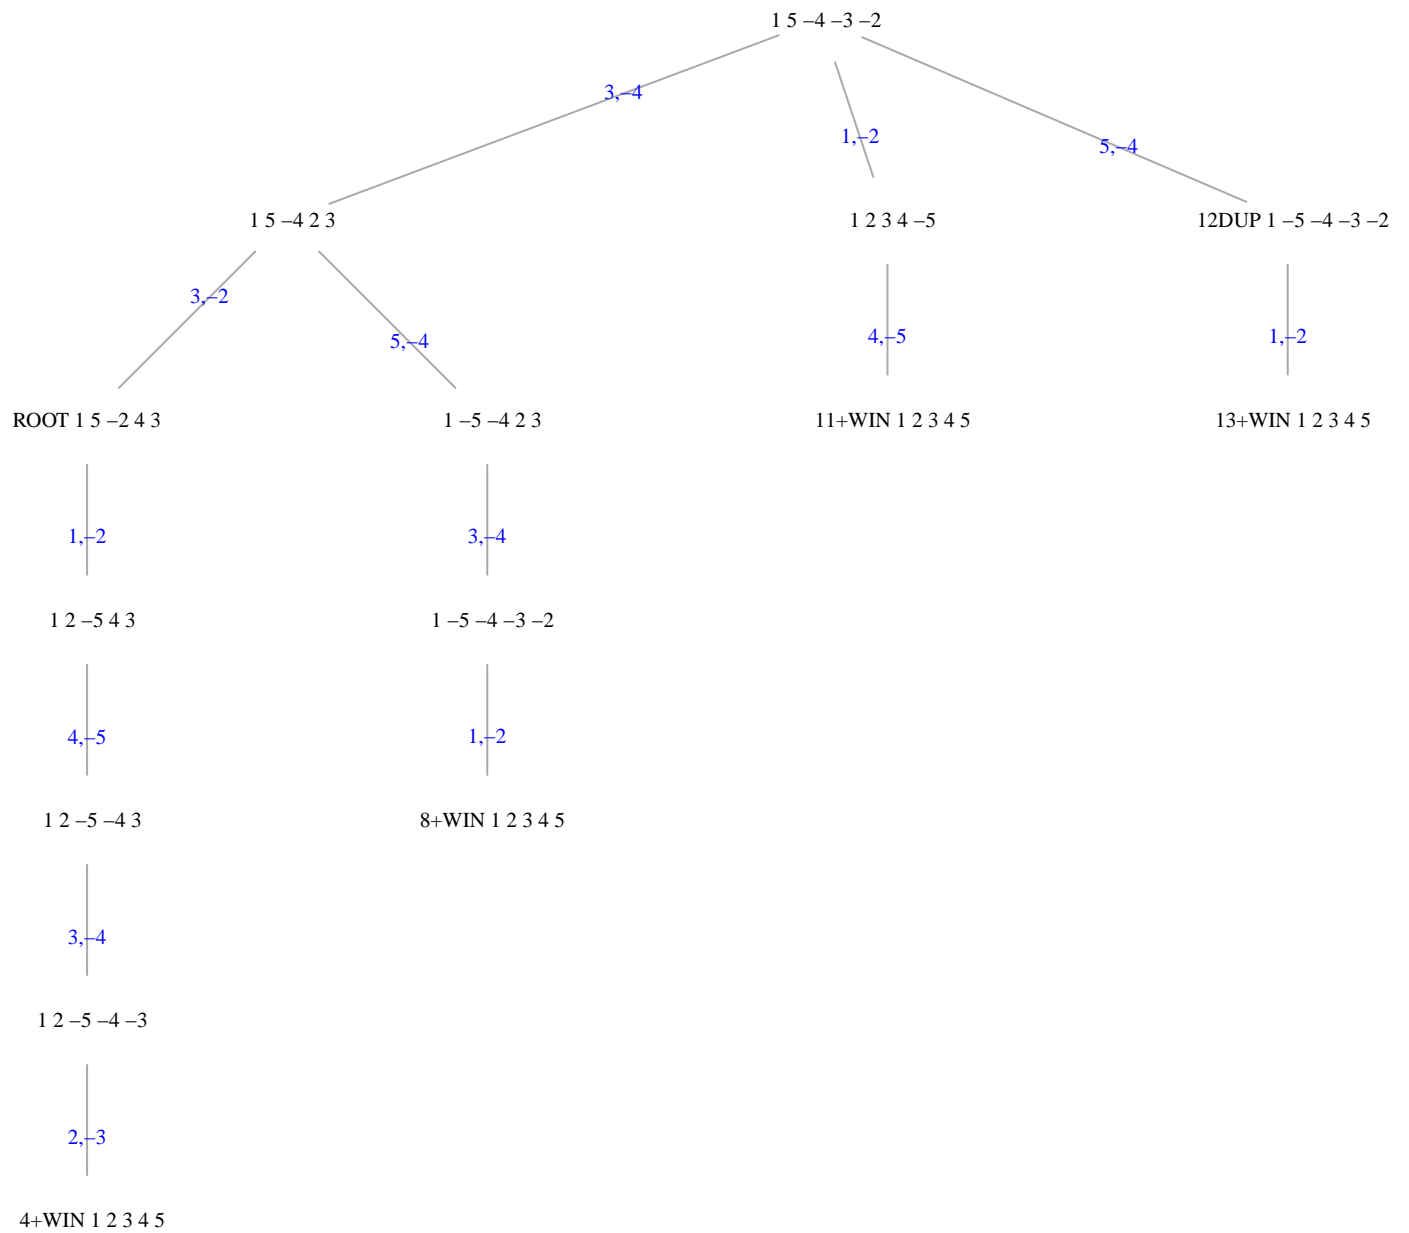 1 5 –4 –3 –2
3,–4
1,–2
5,–4
1 5 –4 2 3
1 2 3 4 –5
12DUP 1 –5 –4 –3 –2
3,–2
5,–4
4,–5
1,–2
ROOT 1 5 –2 4 3
1 –5 –4 2 3
11+WIN 1 2 3 4 5
13+WIN 1 2 3 4 5
1,–2
3,–4
1 2 –5 4 3
1 –5 –4 –3 –2
4,–5
1,–2
1 2 –5 –4 3
8+WIN 1 2 3 4 5
3,–4
1 2 –5 –4 –3
2,–3
4+WIN 1 2 3 4 5